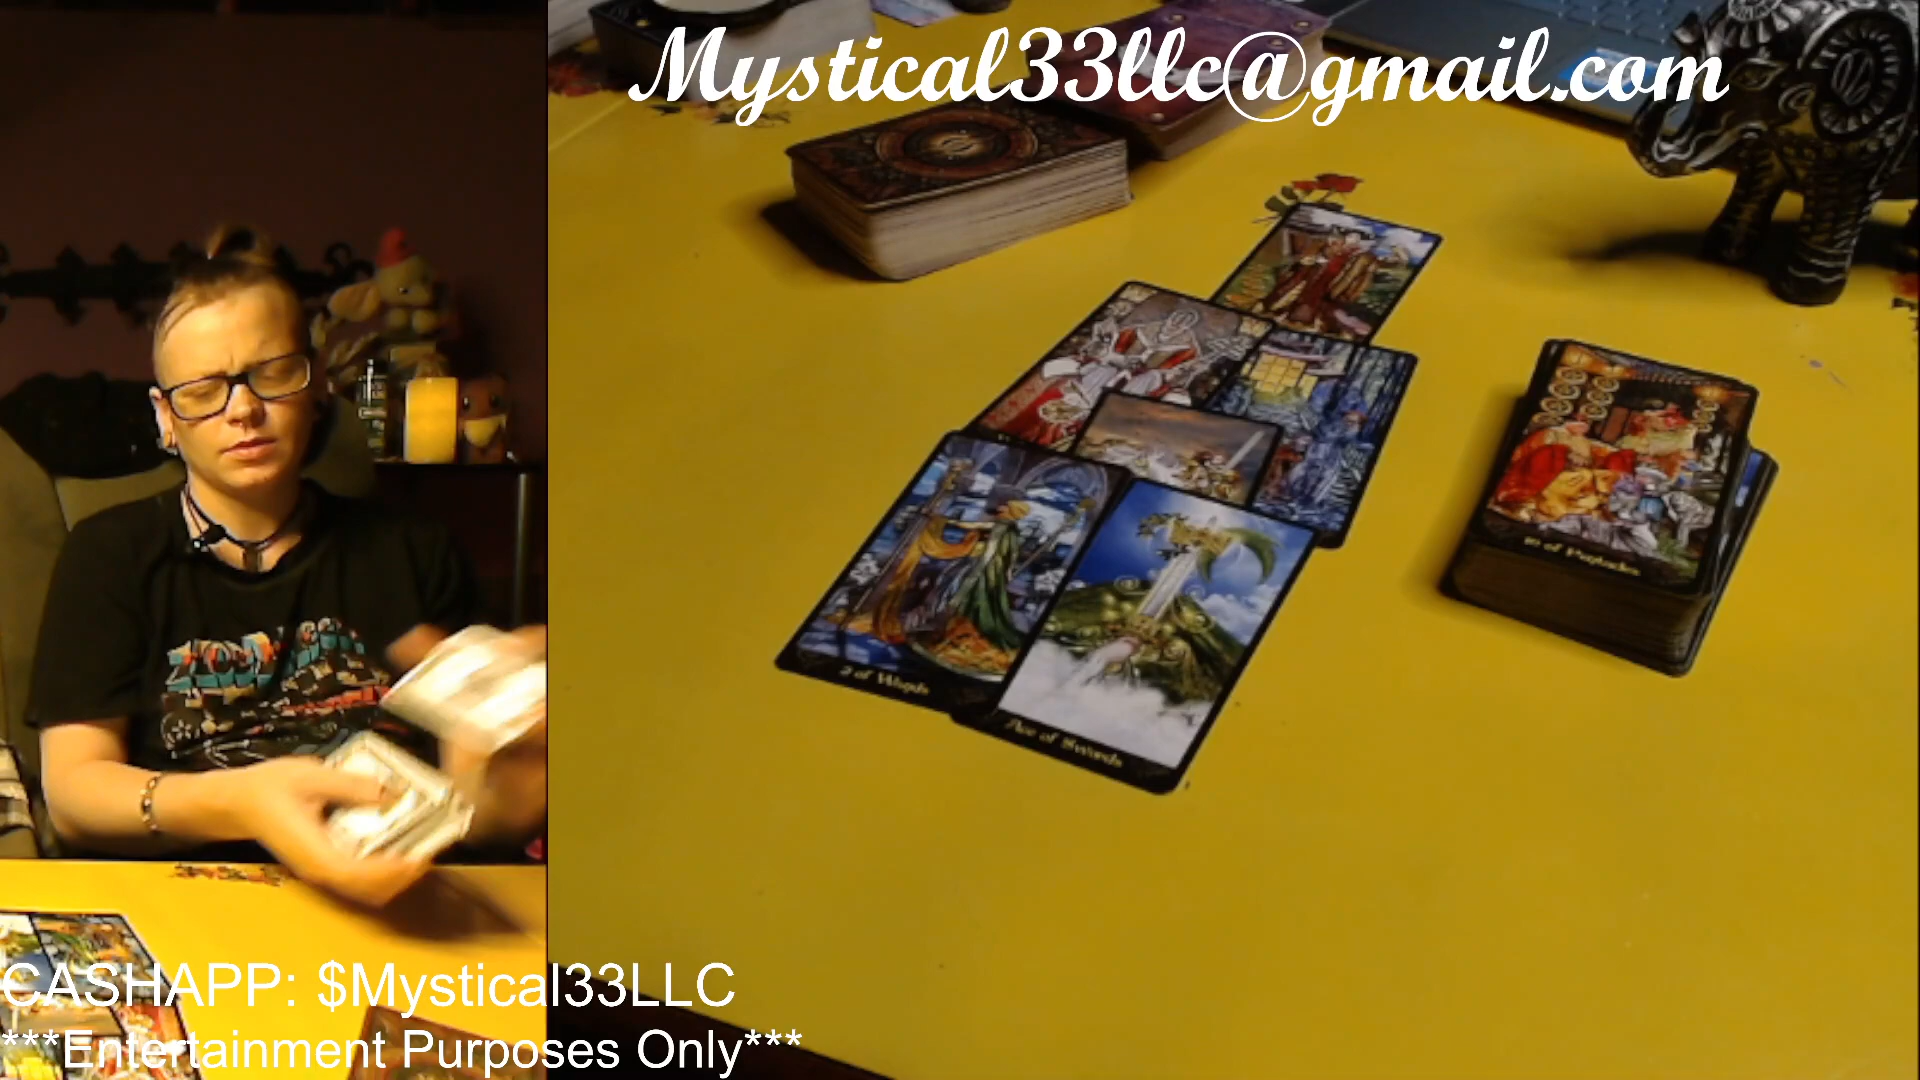 Mystical33llc@gmail.com
10 of Pentacles
2 of Wands
Ace of Swords
CASHAPP: $Mystical33LLC
***Entertainment Purposes Only***